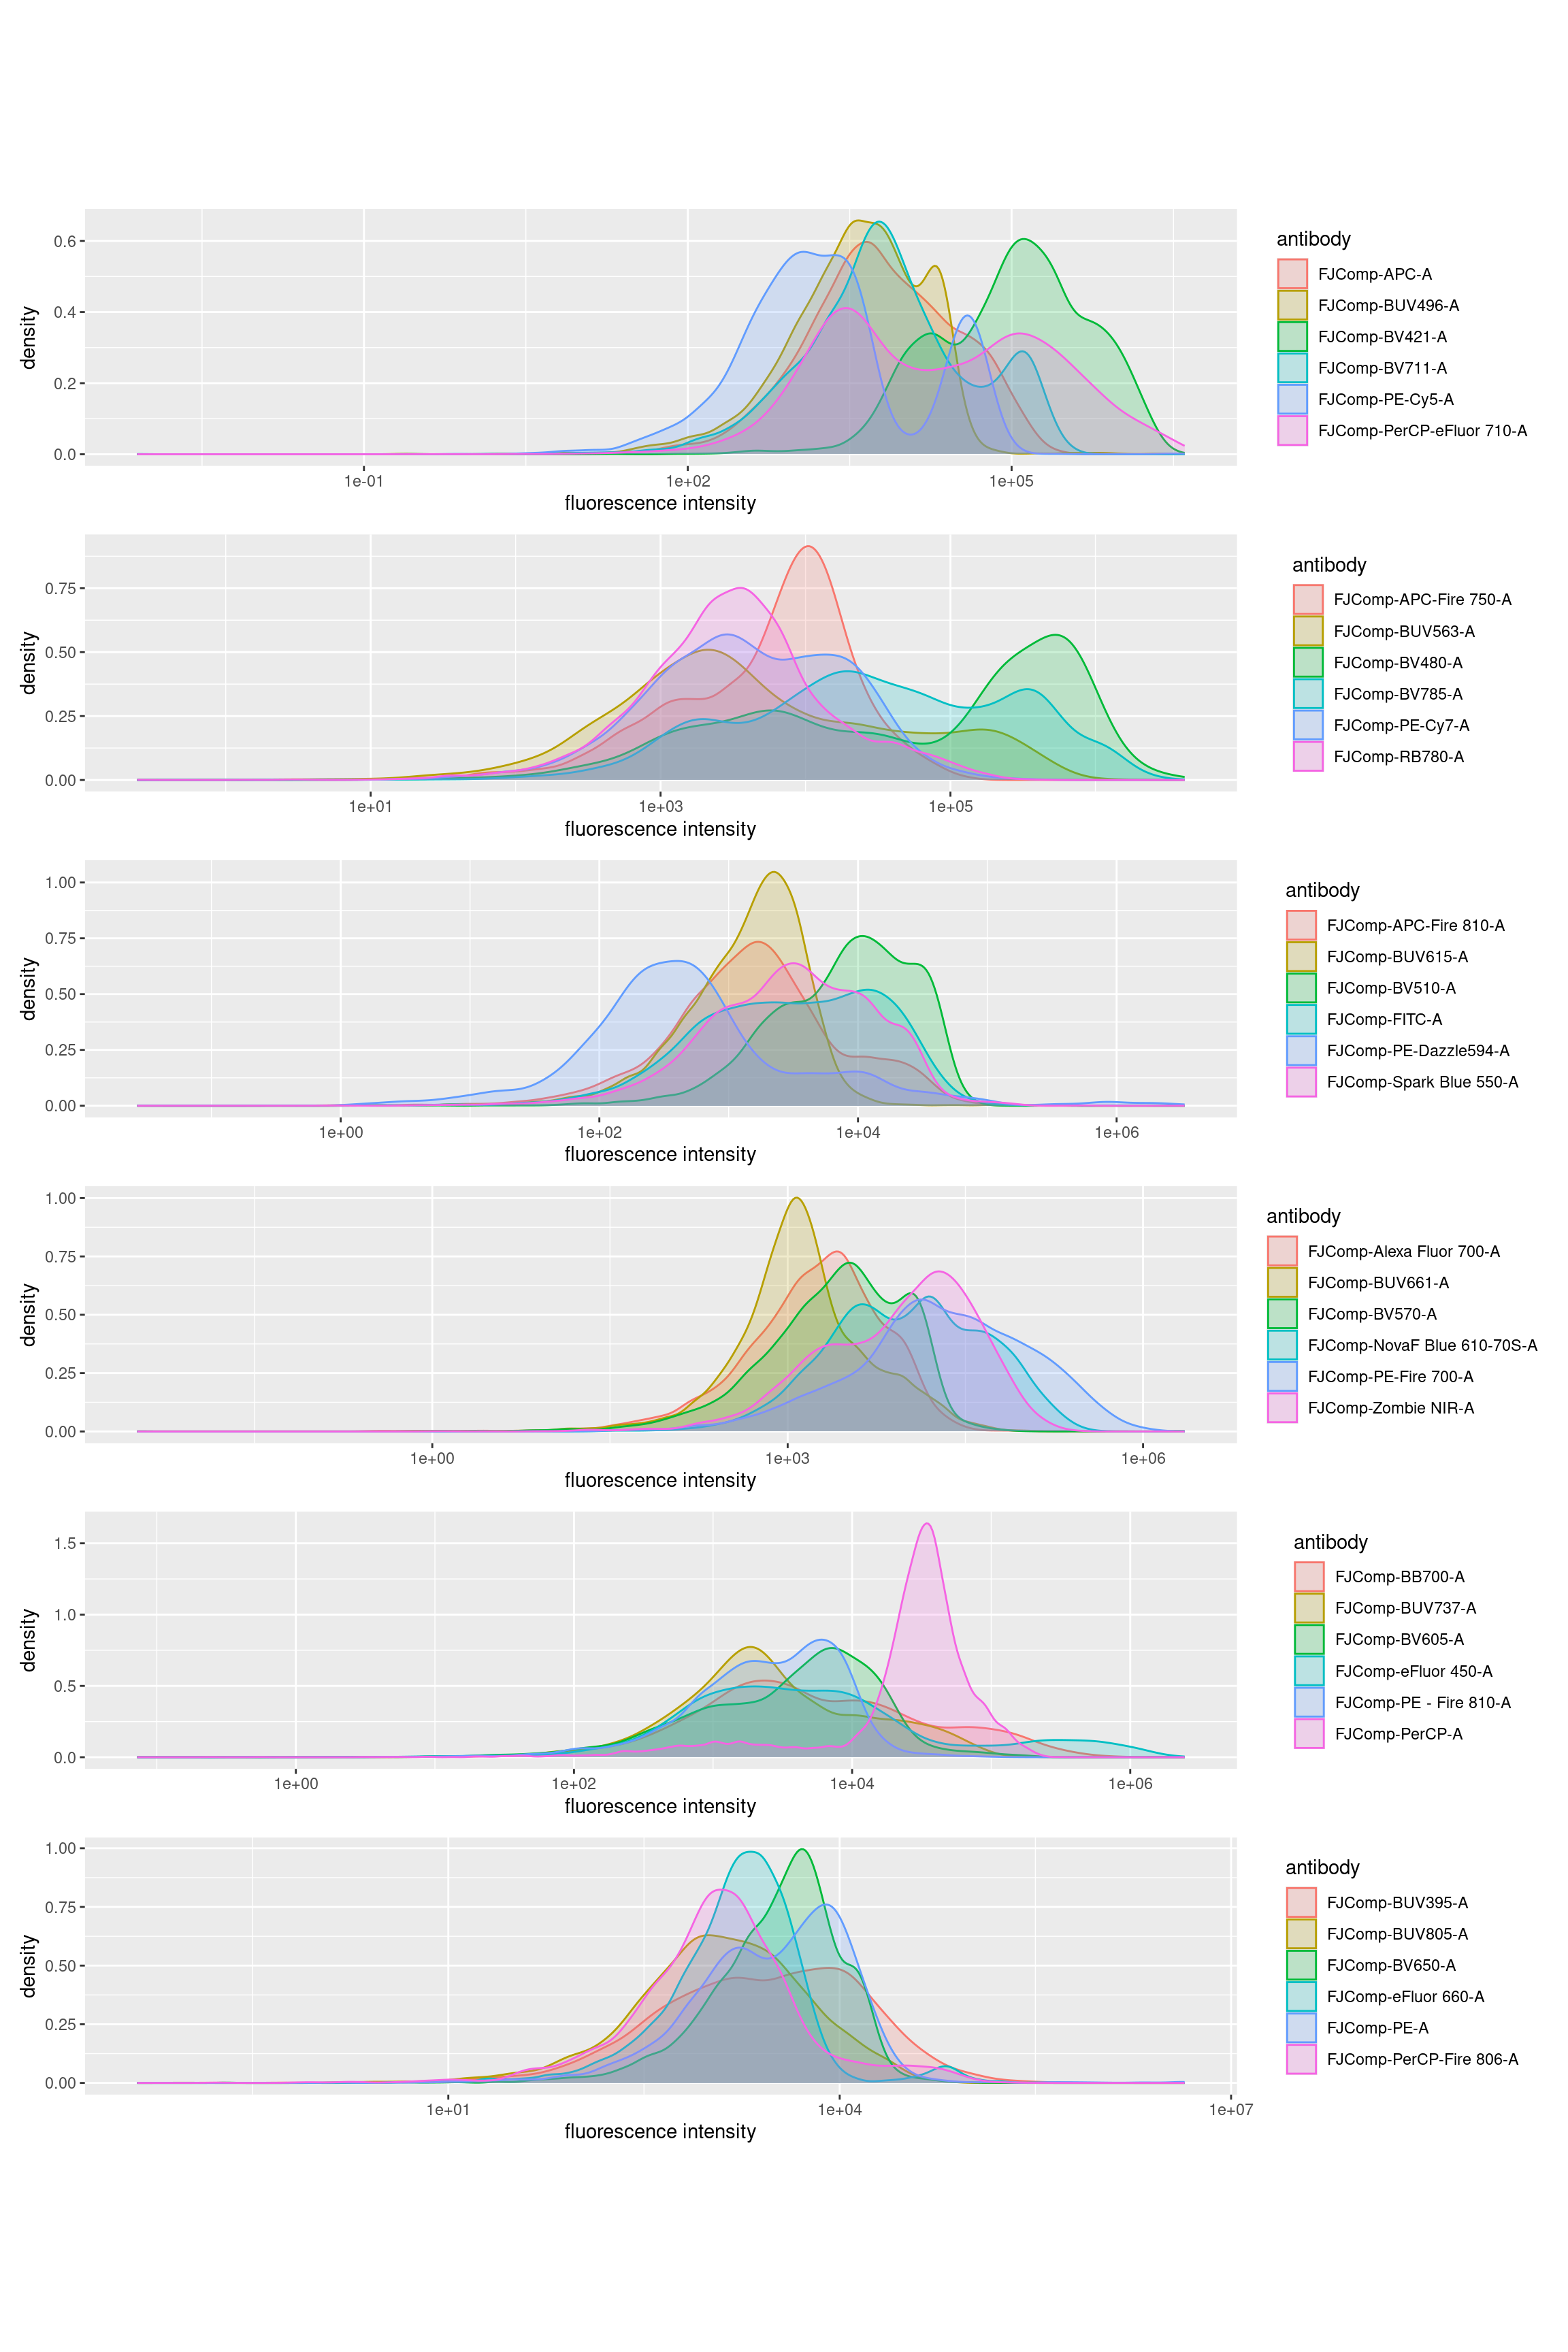 0.6
0.4
0.2
0.0
density
1e-01
1e+02
1e+05
fluorescence intensity
antibody
FJComp-APC-A
FJComp-BUV496-A
FJComp-BV421-A
FJComp-BV711-A
FJComp-PE-Cy5-A
FJComp-PerCP-eFluor 710-A
0.75
0.50
0.25
0.00
density
1e+01
1e+03
1e+05
fluorescence intensity
antibody
FJComp-APC-Fire 750-A
FJComp-BUV563-A
FJComp-BV480-A
FJComp-BV785-A
FJComp-PE-Cy7-A
FJComp-RB780-A
1.00
0.75
0.50
0.25
0.00
density
1e+00
1e+02
1e+04
1e+06
fluorescence intensity
antibody
FJComp-APC-Fire 810-A
FJComp-BUV615-A
FJComp-BV510-A
FJComp-FITC-A
FJComp-PE-Dazzle594-A
FJComp-Spark Blue 550-A
1.00
0.75
0.50
0.25
0.00
density
1e+00
1e+03
1e+06
fluorescence intensity
antibody
FJComp-Alexa Fluor 700-A
FJComp-BUV661-A
FJComp-BV570-A
FJComp-NovaF Blue 610-70S-A
FJComp-PE-Fire 700-A
FJComp-Zombie NIR-A
1.5
1.0
0.5
0.0
density
1e+00
1e+02
1e+04
1e+06
fluorescence intensity
antibody
FJComp-BB700-A
FJComp-BUV737-A
FJComp-BV605-A
FJComp-eFluor 450-A
FJComp-PE - Fire 810-A
FJComp-PerCP-A
1.00
0.75
0.50
0.25
0.00
density
1e+01
1e+04
1e+07
fluorescence intensity
antibody
FJComp-BUV395-A
FJComp-BUV805-A
FJComp-BV650-A
FJComp-eFluor 660-A
FJComp-PE-A
FJComp-PerCP-Fire 806-A